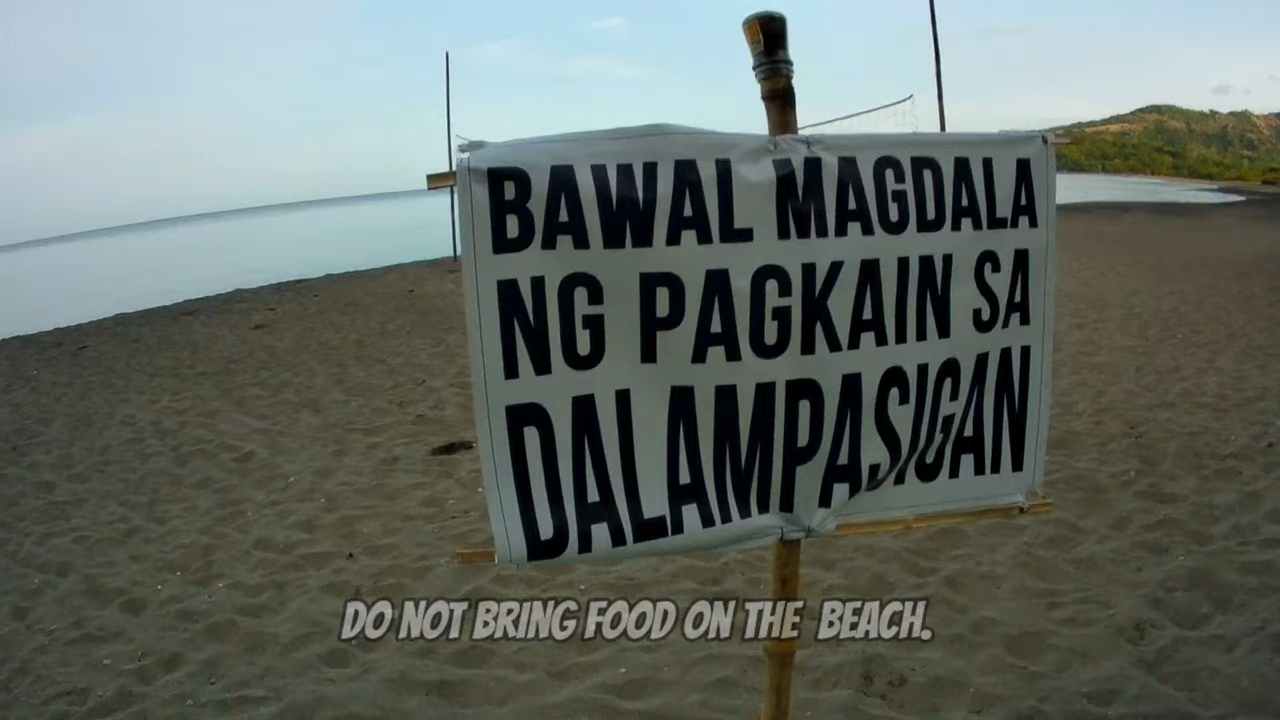 BAWAL MAGDALA
NG PAGKAIN SA
DALAMPASIGAN
DO NOT BRING FOOD ON THE BEACH.